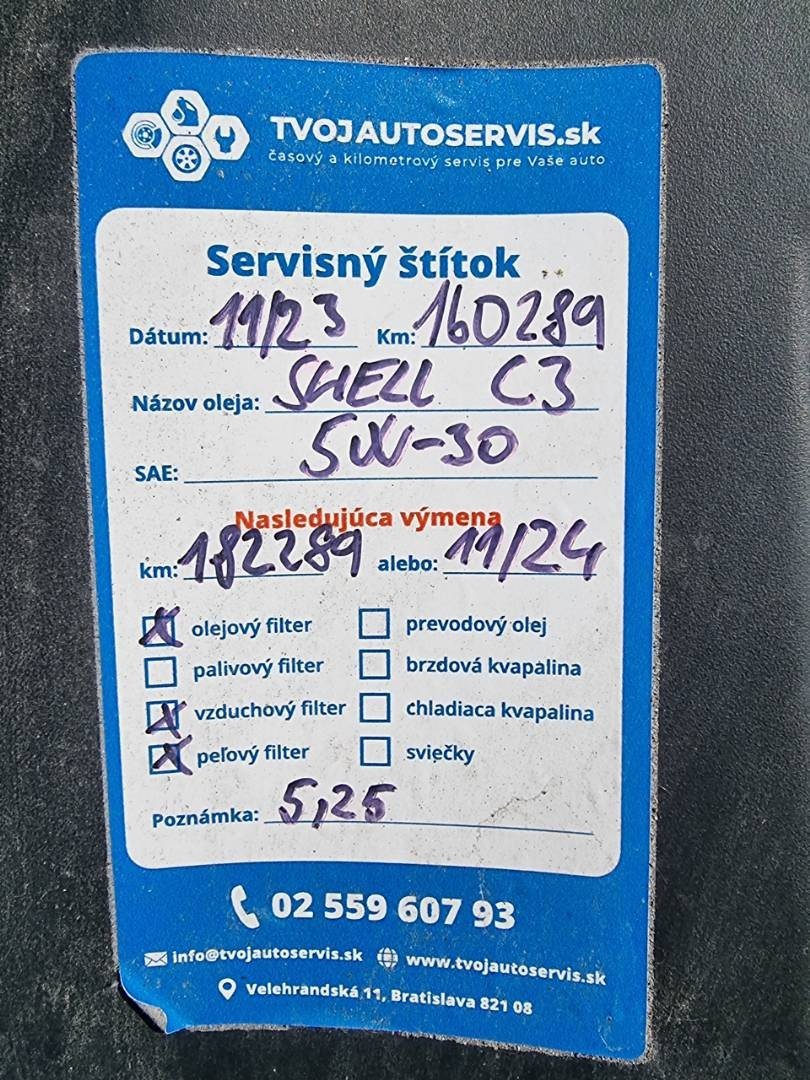 TVOJAUTOSERVIS.sk
časový a kilometrový servis pre Vaše auto
Servisný štítok
Dátum: 11/23 Km: 160289
Názov oleja: SHELL C3
SAE: 5W-30
Nasledujúca výmena
km: 182289 alebo: 11/24
olejový filter prevodový olej
palivový filter brzdová kvapalina
vzduchový filter chladiaca kvapalina
peľový filter sviečky
Poznámka: 5,25
02 559 607 93
info@tvojautoservis.sk www.tvojautoservis.sk
Velehrandská 11, Bratislava 821 08